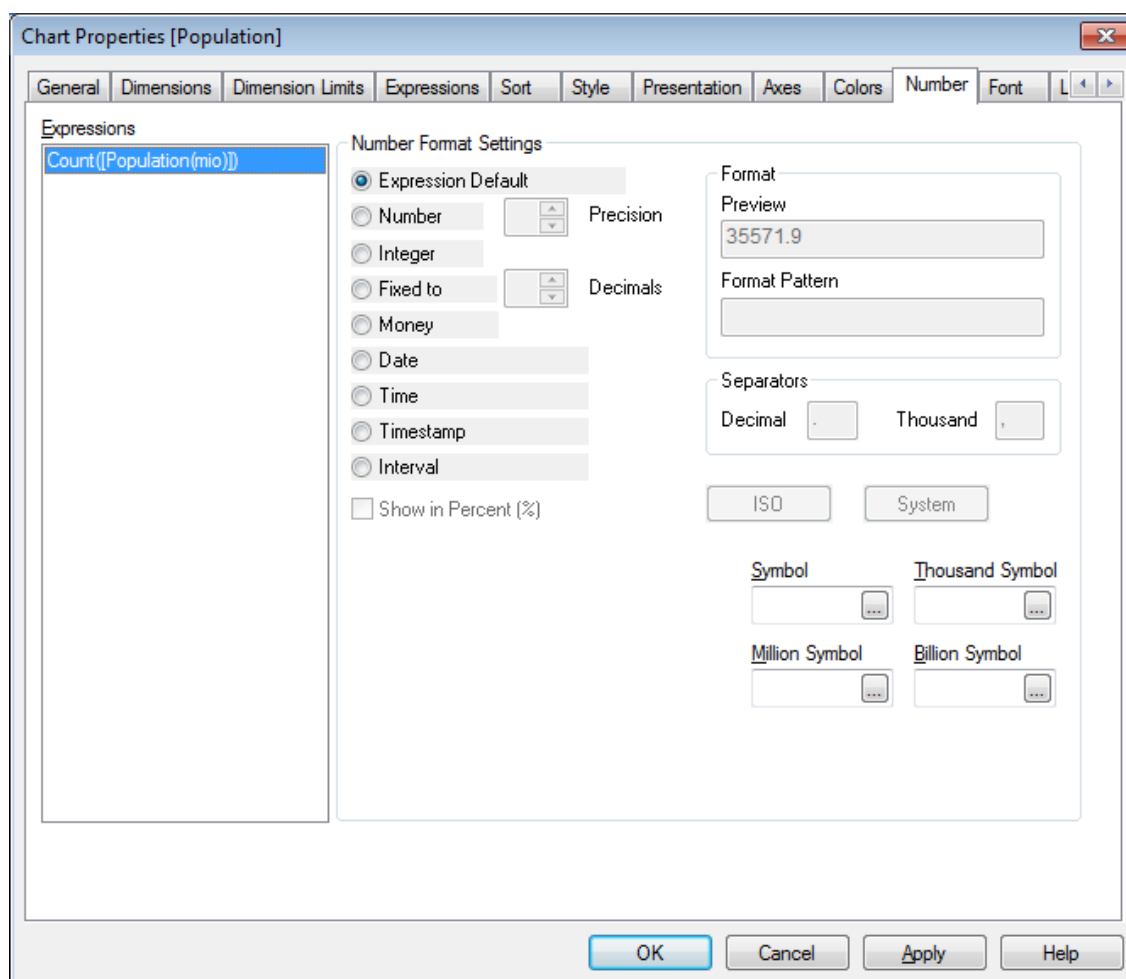 Chart Properties [Population]
General Dimensions Dimension Limits Expressions Sort Style Presentation Axes Colors Number Font L
Expressions
Count([Population(mio)])
Number Format Settings
Expression Default
Number Precision
Integer
Fixed to Decimals
Money
Date
Time
Timestamp
Interval
Show in Percent (%)
Format
Preview
35571.9
Format Pattern
Separators
Decimal . Thousand ,
ISO System
Symbol Thousand Symbol
... ...
Million Symbol Billion Symbol
... ...
OK Cancel Apply Help